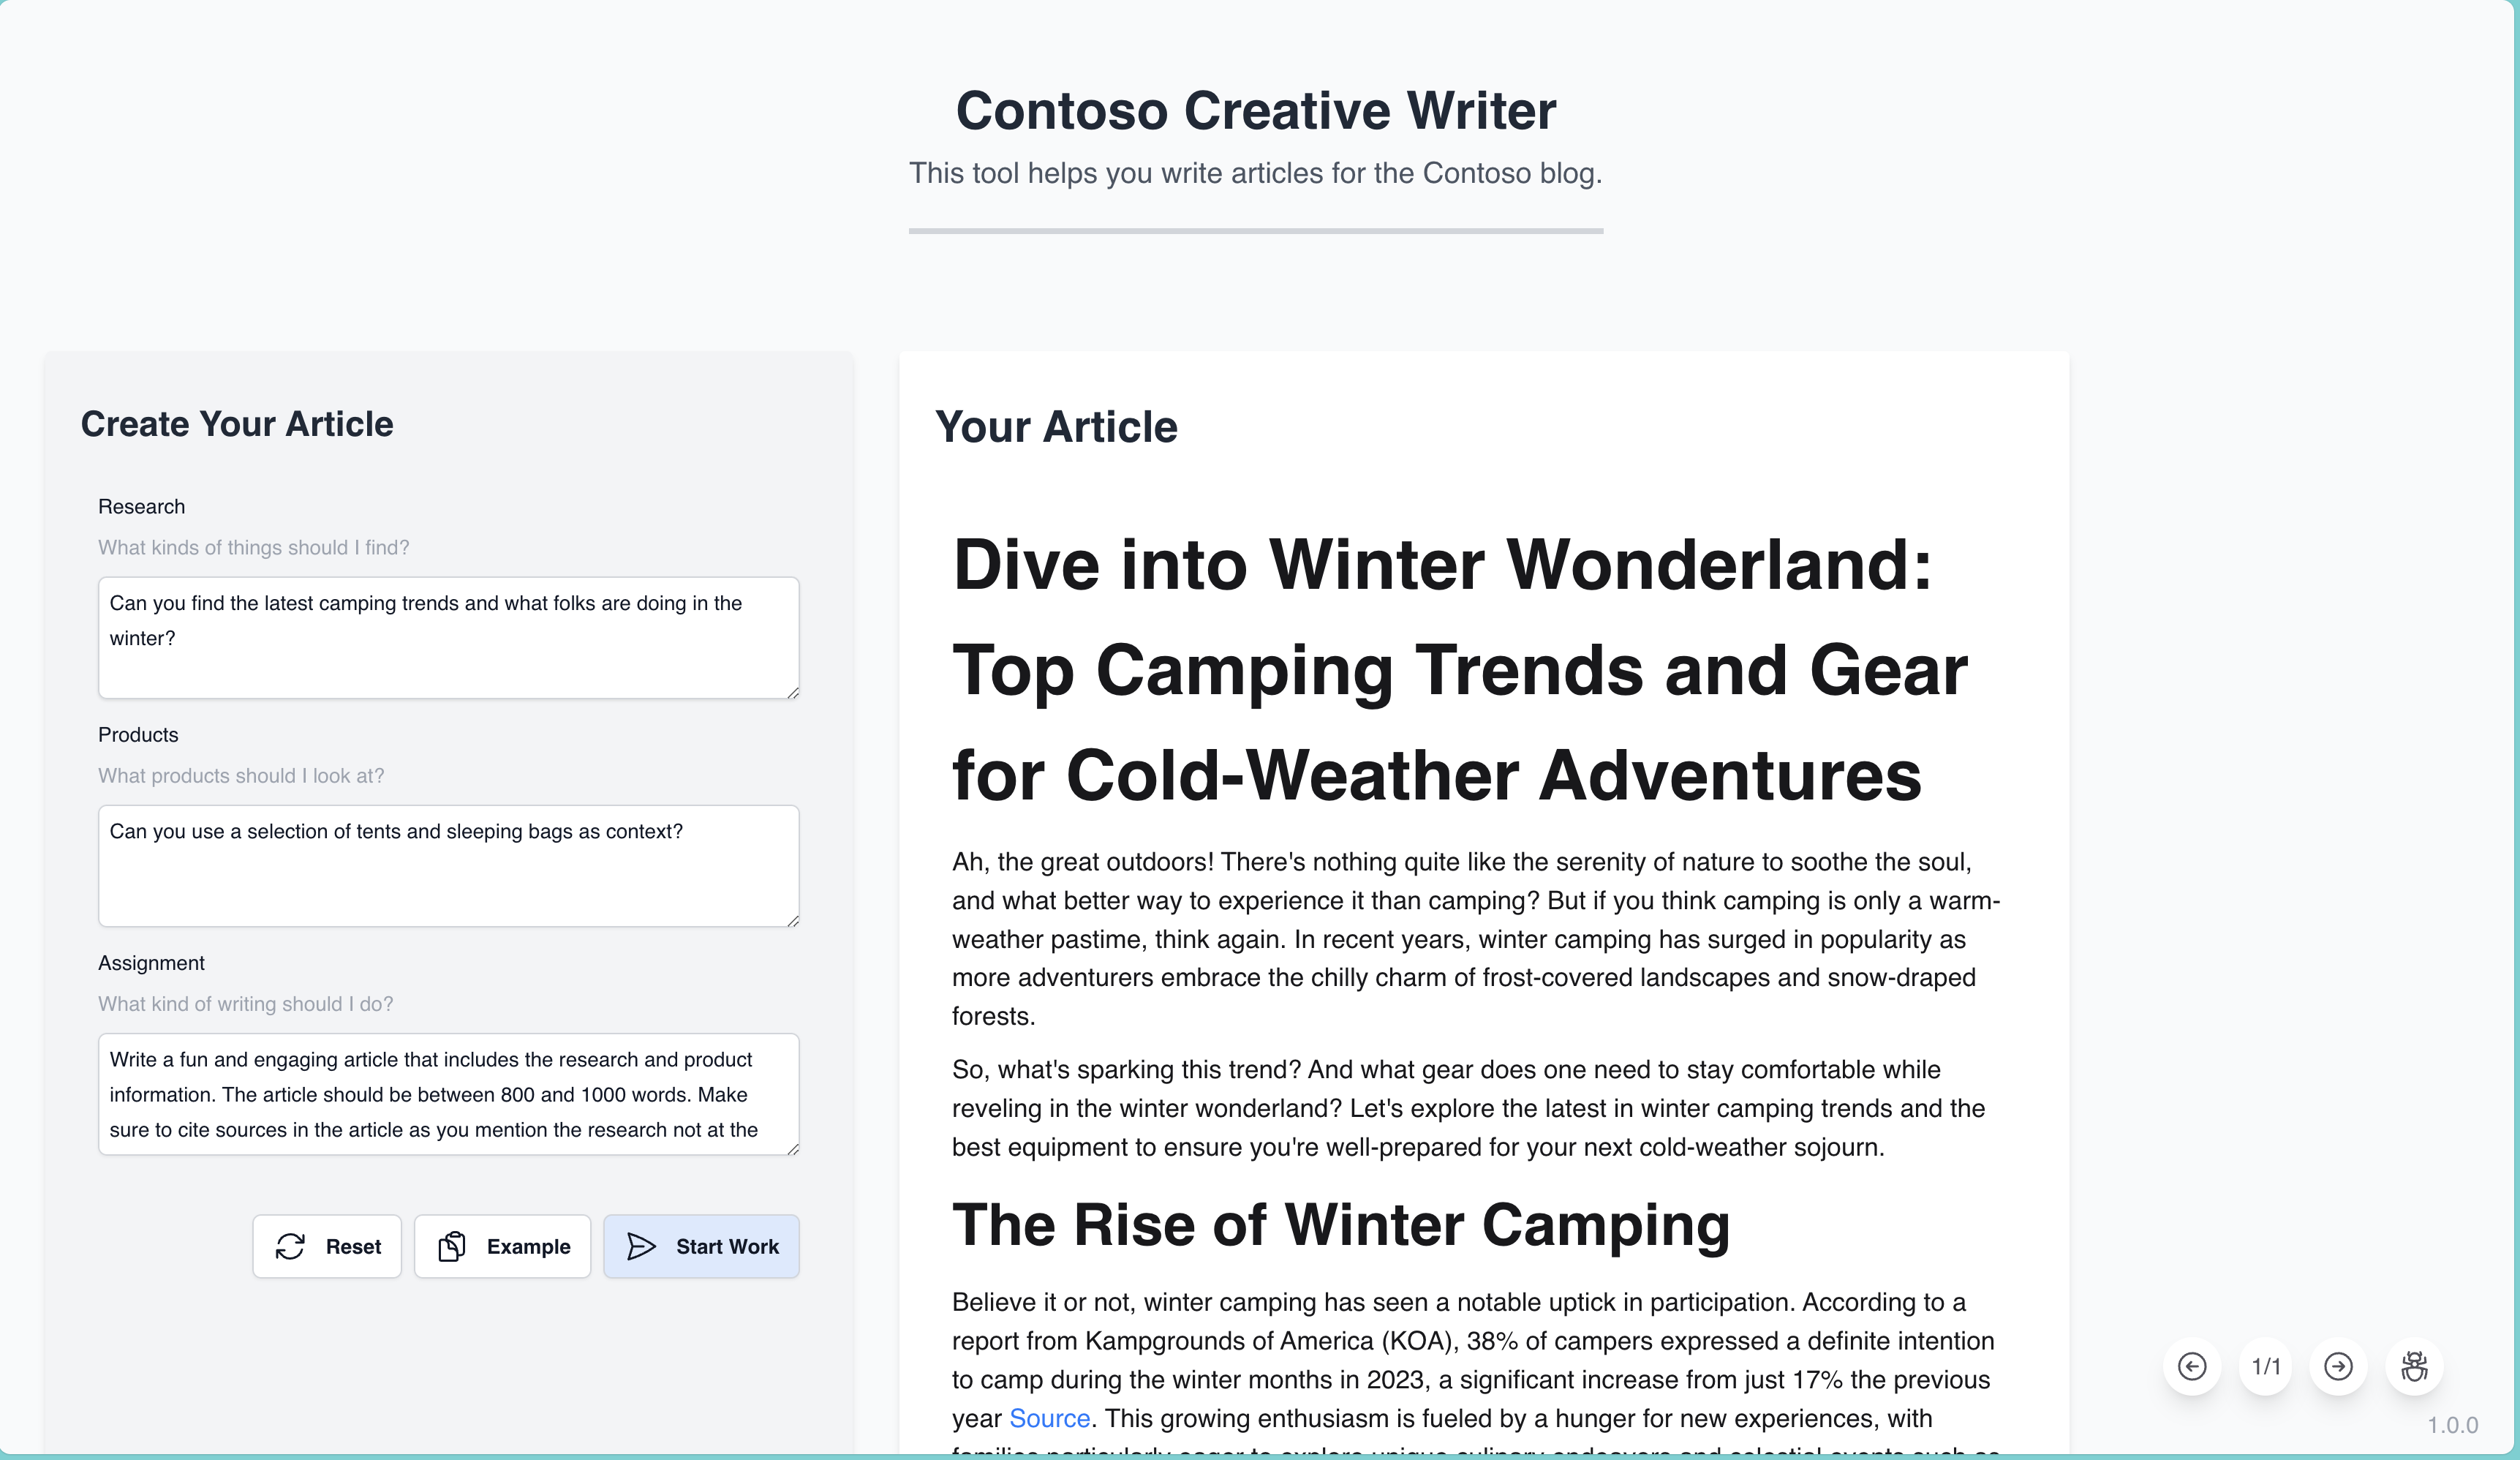 Contoso Creative Writer
This tool helps you write articles for the Contoso blog.
Create Your Article
Research
What kinds of things should I find?
Can you find the latest camping trends and what folks are doing in the
winter?
Products
What products should I look at?
Can you use a selection of tents and sleeping bags as context?
Assignment
What kind of writing should I do?
Write a fun and engaging article that includes the research and product
information. The article should be between 800 and 1000 words. Make
sure to cite sources in the article as you mention the research not at the
Reset
Example
Start Work
Your Article
Dive into Winter Wonderland:
Top Camping Trends and Gear
for Cold-Weather Adventures
Ah, the great outdoors! There's nothing quite like the serenity of nature to soothe the soul,
and what better way to experience it than camping? But if you think camping is only a warm-
weather pastime, think again. In recent years, winter camping has surged in popularity as
more adventurers embrace the chilly charm of frost-covered landscapes and snow-draped
forests.
So, what's sparking this trend? And what gear does one need to stay comfortable while
reveling in the winter wonderland? Let's explore the latest in winter camping trends and the
best equipment to ensure you're well-prepared for your next cold-weather sojourn.
The Rise of Winter Camping
Believe it or not, winter camping has seen a notable uptick in participation. According to a
report from Kampgrounds of America (KOA), 38% of campers expressed a definite intention
to camp during the winter months in 2023, a significant increase from just 17% the previous
year Source. This growing enthusiasm is fueled by a hunger for new experiences, with
families particularly eager to explore unique culinary endeavors and celestial events such as
1/1
1.0.0